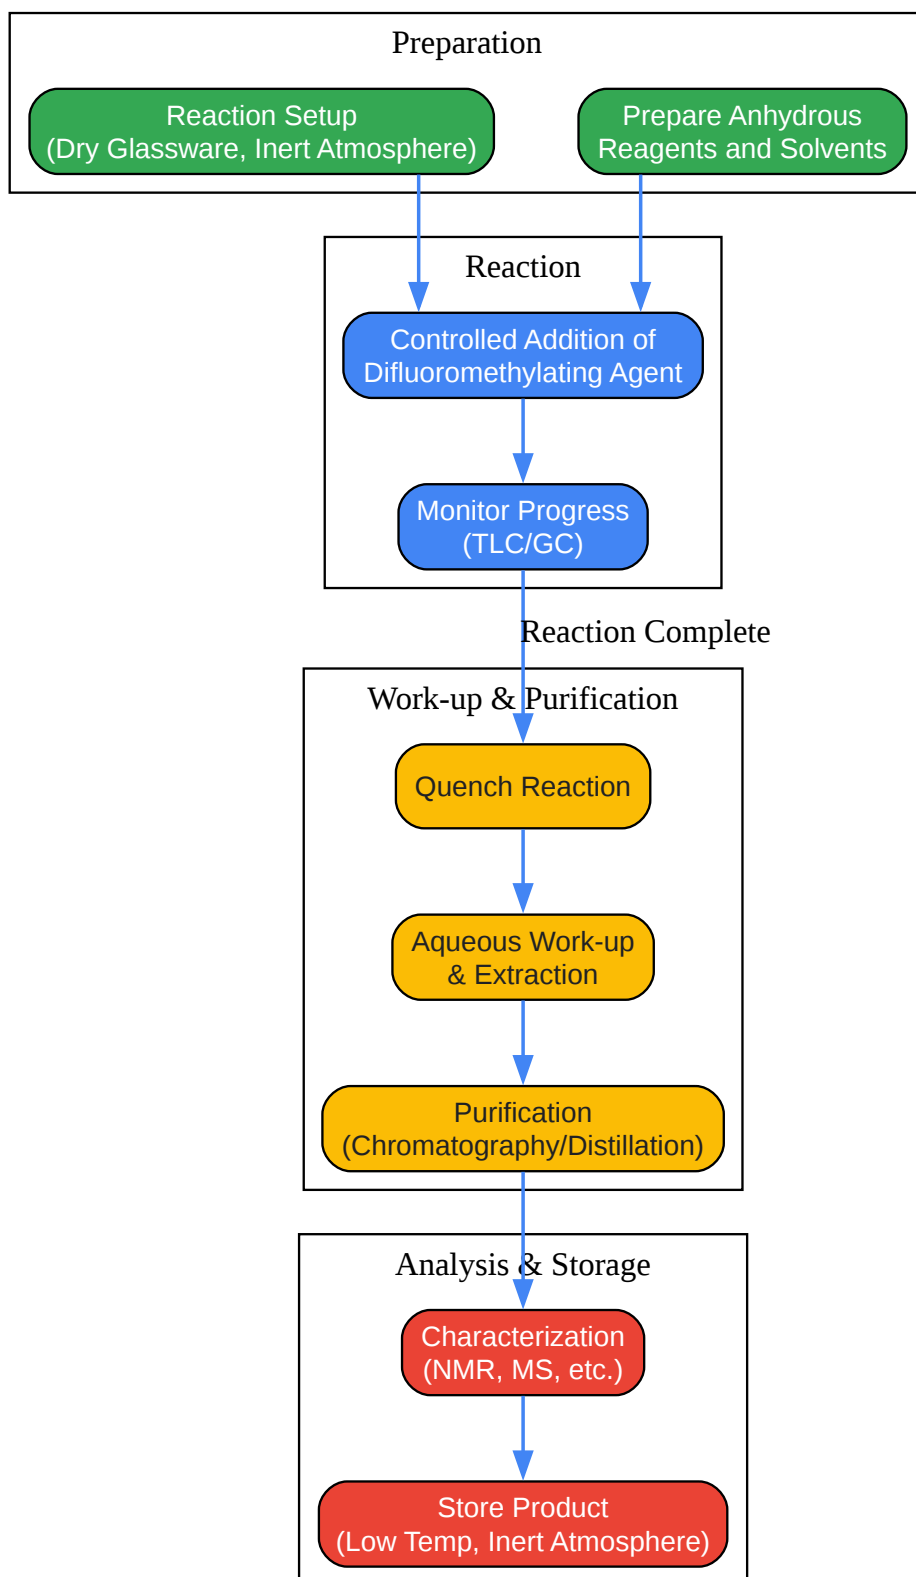 Preparation
Reaction Setup
(Dry Glassware, Inert Atmosphere)
Prepare Anhydrous
Reagents and Solvents
Reaction
Controlled Addition of
Difluoromethylating Agent
Monitor Progress
(TLC/GC)
Reaction Complete
Work-up & Purification
Quench Reaction
Aqueous Work-up
& Extraction
Purification
(Chromatography/Distillation)
Analysis & Storage
Characterization
(NMR, MS, etc.)
Store Product
(Low Temp, Inert Atmosphere)